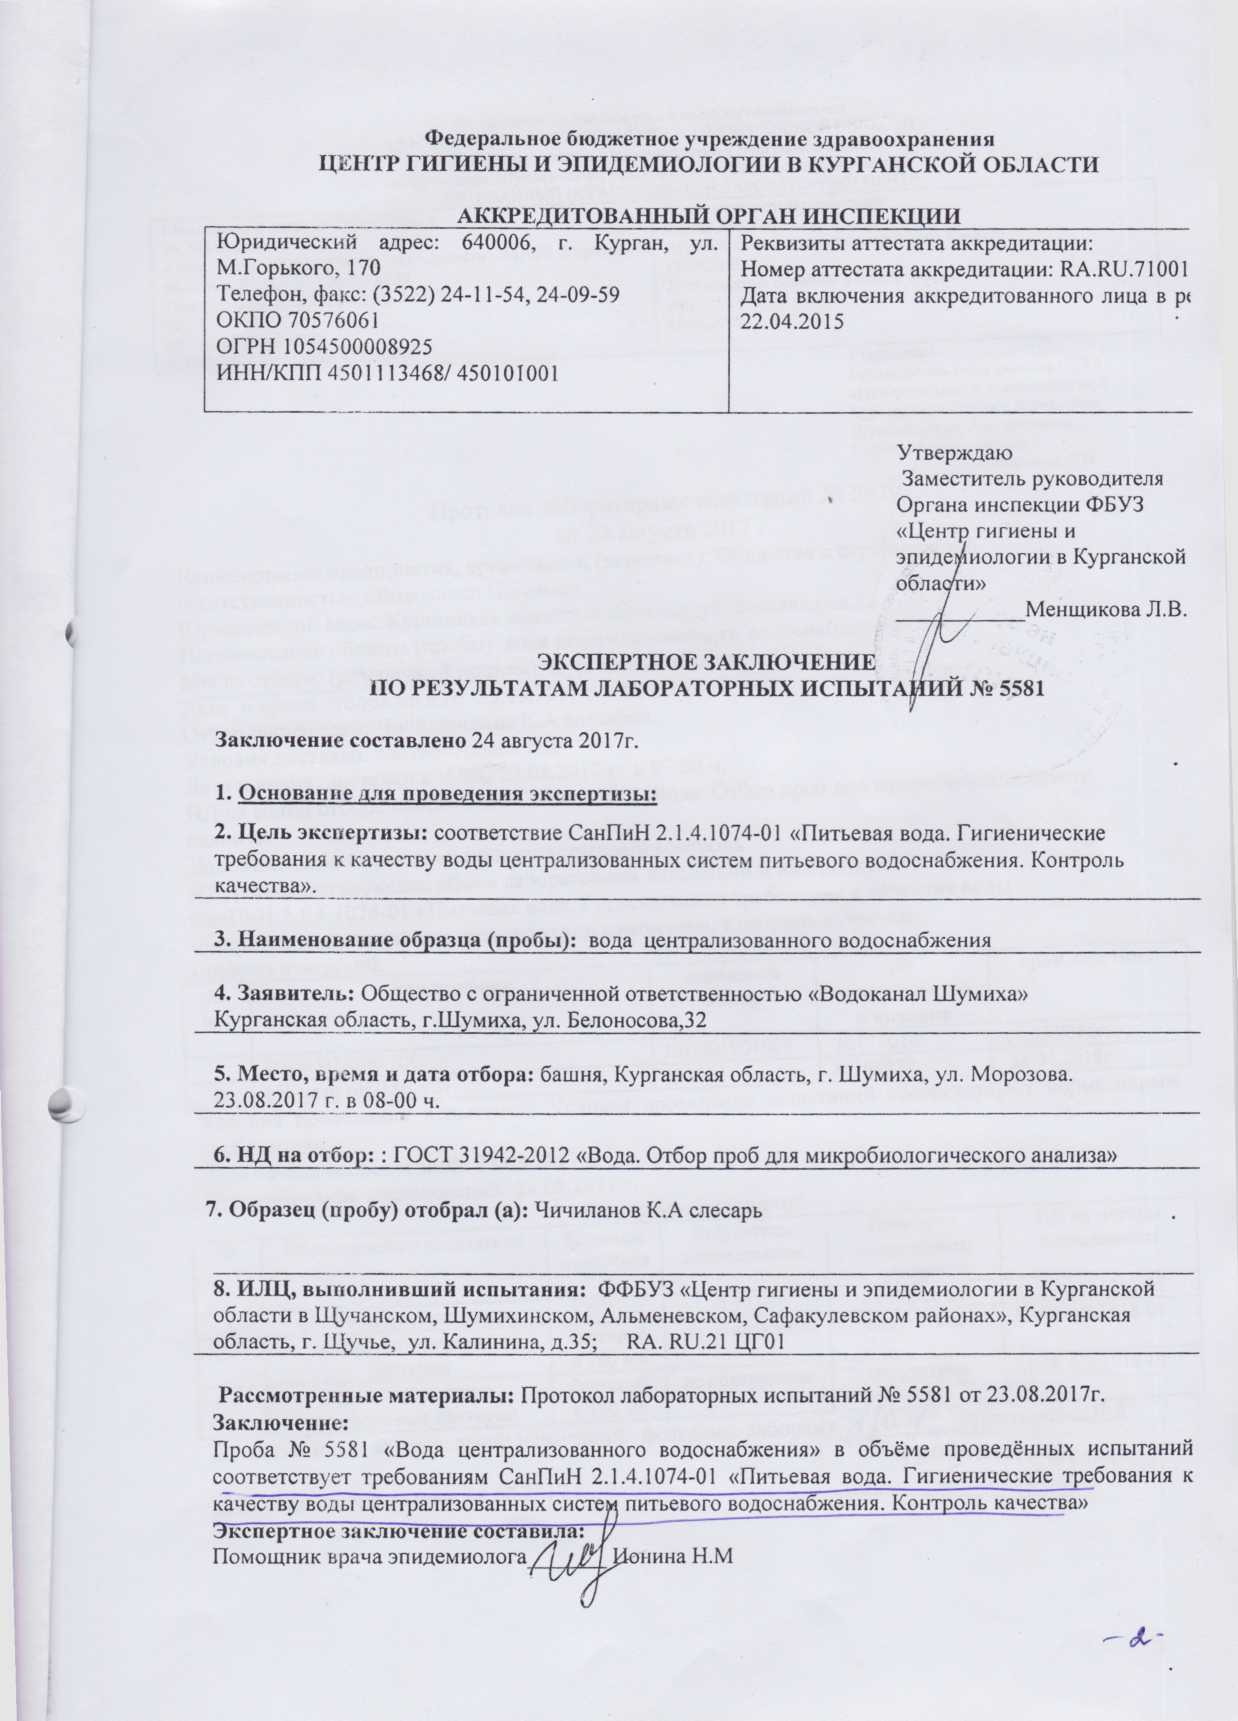 Федеральное бюджетное учреждение здравоохранения
ЦЕНТР ГИГИЕНЫ И ЭПИДЕМИОЛОГИИ В КУРГАНСКОЙ ОБЛАСТИ
АККРЕДИТОВАННЫЙ ОРГАН ИНСПЕКЦИИ
Юридический адрес: 640006, г. Курган, ул.
М.Горького, 170
Телефон, факс: (3522) 24-11-54, 24-09-59
ОКПО 70576061
ОГРН 1054500008925
ИНН/КПП 4501113468/ 450101001
Реквизиты аттестата аккредитации:
Номер аттестата аккредитации: RA.RU.71001
Дата включения аккредитованного лица в ре
22.04.2015
Утверждаю
Заместитель руководителя
Органа инспекции ФБУЗ
«Центр гигиены и
эпидемиологии в Курганской
области»
Менщикова Л.В.
ЭКСПЕРТНОЕ ЗАКЛЮЧЕНИЕ
ПО РЕЗУЛЬТАТАМ ЛАБОРАТОРНЫХ ИСПЫТАНИЙ № 5581
Заключение составлено 24 августа 2017г.
1. Основание для проведения экспертизы:
2. Цель экспертизы: соответствие СанПиН 2.1.4.1074-01 «Питьевая вода. Гигиенические
требования к качеству воды централизованных систем питьевого водоснабжения. Контроль
качества».
3. Наименование образца (пробы): вода централизованного водоснабжения
4. Заявитель: Общество с ограниченной ответственностью «Водоканал Шумиха»
Курганская область, г.Шумиха, ул. Белоносова,32
5. Место, время и дата отбора: башня, Курганская область, г. Шумиха, ул. Морозова.
23.08.2017 г. в 08-00 ч.
6. НД на отбор: : ГОСТ 31942-2012 «Вода. Отбор проб для микробиологического анализа»
7. Образец (пробу) отобрал (а): Чичиланов К.А слесарь
8. ИЛЦ, выполнивший испытания: ФФБУЗ «Центр гигиены и эпидемиологии в Курганской
области в Щучанском, Шумихинском, Альменевском, Сафакулевском районах», Курганская
область, г. Щучье, ул. Калинина, д.35; RA. RU.21 ЦГ01
Рассмотренные материалы: Протокол лабораторных испытаний № 5581 от 23.08.2017г.
Заключение:
Проба № 5581 «Вода централизованного водоснабжения» в объёме проведённых испытаний
соответствует требованиям СанПиН 2.1.4.1074-01 «Питьевая вода. Гигиенические требования к
качеству воды централизованных систем питьевого водоснабжения. Контроль качества»
Экспертное заключение составила:
Помощник врача эпидемиолога Ионина Н.М
-2-